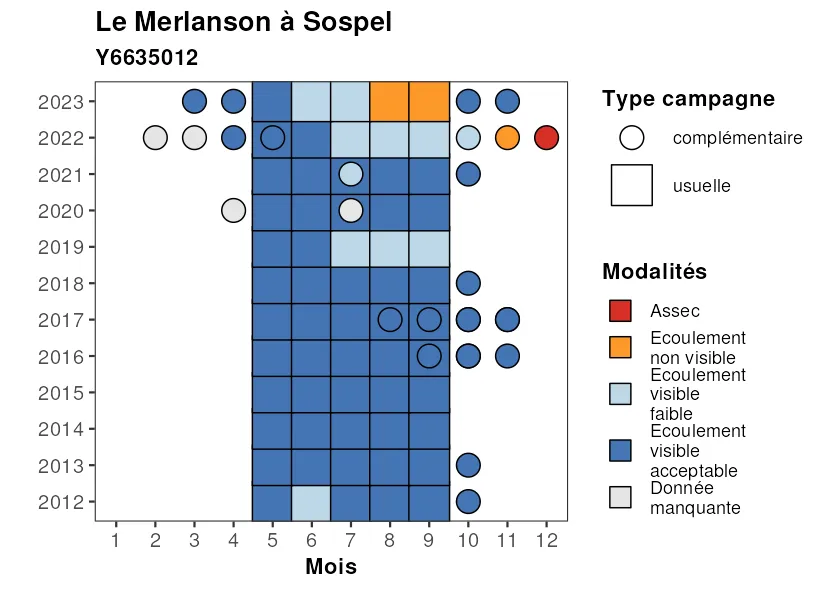 Le Merlanson à Sospel
Y6635012
2023
2022
2021
2020
2019
2018
2017
2016
2015
2014
2013
2012
1 2 3 4 5 6 7 8 9 10 11 12
Mois
Type campagne
complémentaire
usuelle
Modalités
Assec
Ecoulement
non visible
Ecoulement
visible
faible
Ecoulement
visible
acceptable
Donnée
manquante